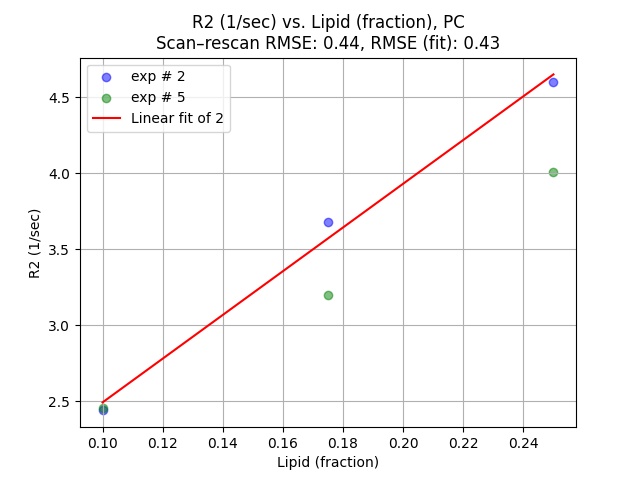 R2 (1/sec) vs. Lipid (fraction), PC
Scan–rescan RMSE: 0.44, RMSE (fit): 0.43
exp # 2
exp # 5
Linear fit of 2
R2 (1/sec)
4.5
4.0
3.5
3.0
2.5
0.10 0.12 0.14 0.16 0.18 0.20 0.22 0.24
Lipid (fraction)